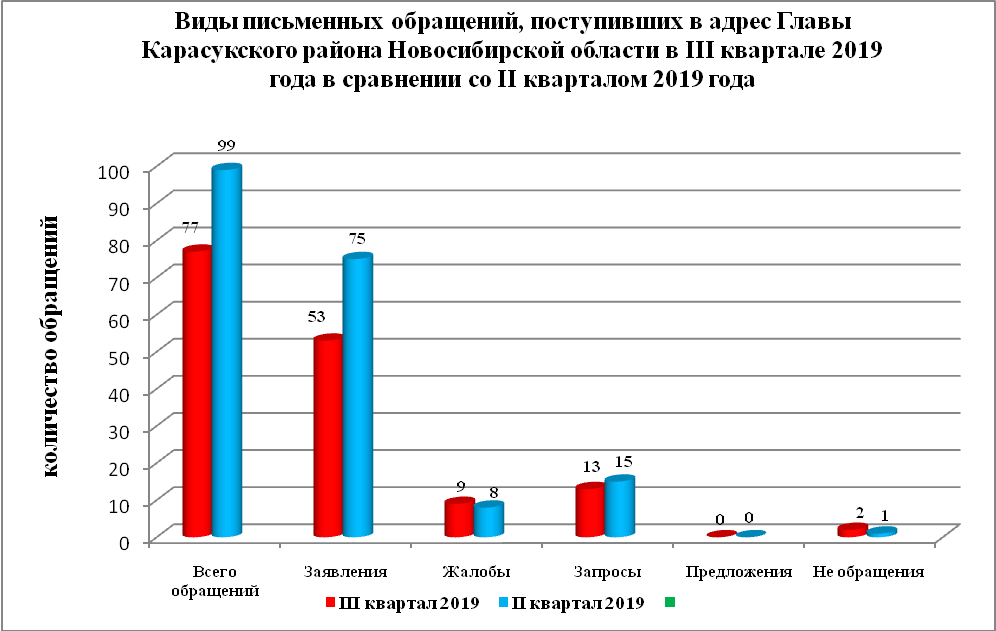 Виды письменных обращений, поступивших в адрес Главы
Карасукского района Новосибирской области в III квартале 2019
года в сравнении со II кварталом 2019 года
количество обращений
100
90
80
70
60
50
40
30
20
10
0
77
99
53
75
9
8
13
15
0
0
2
1
Всего
обращений
Заявления
Жалобы
Запросы
Предложения
Не обращения
III квартал 2019
II квартал 2019